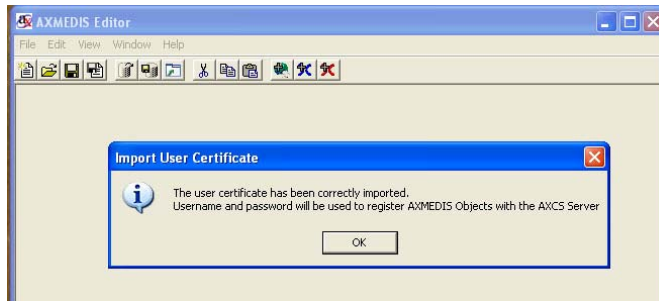 AXMEDIS Editor
File Edit View Window Help
Import User Certificate
The user certificate has been correctly imported.
Username and password will be used to register AXMEDIS Objects with the AXCS Server
OK